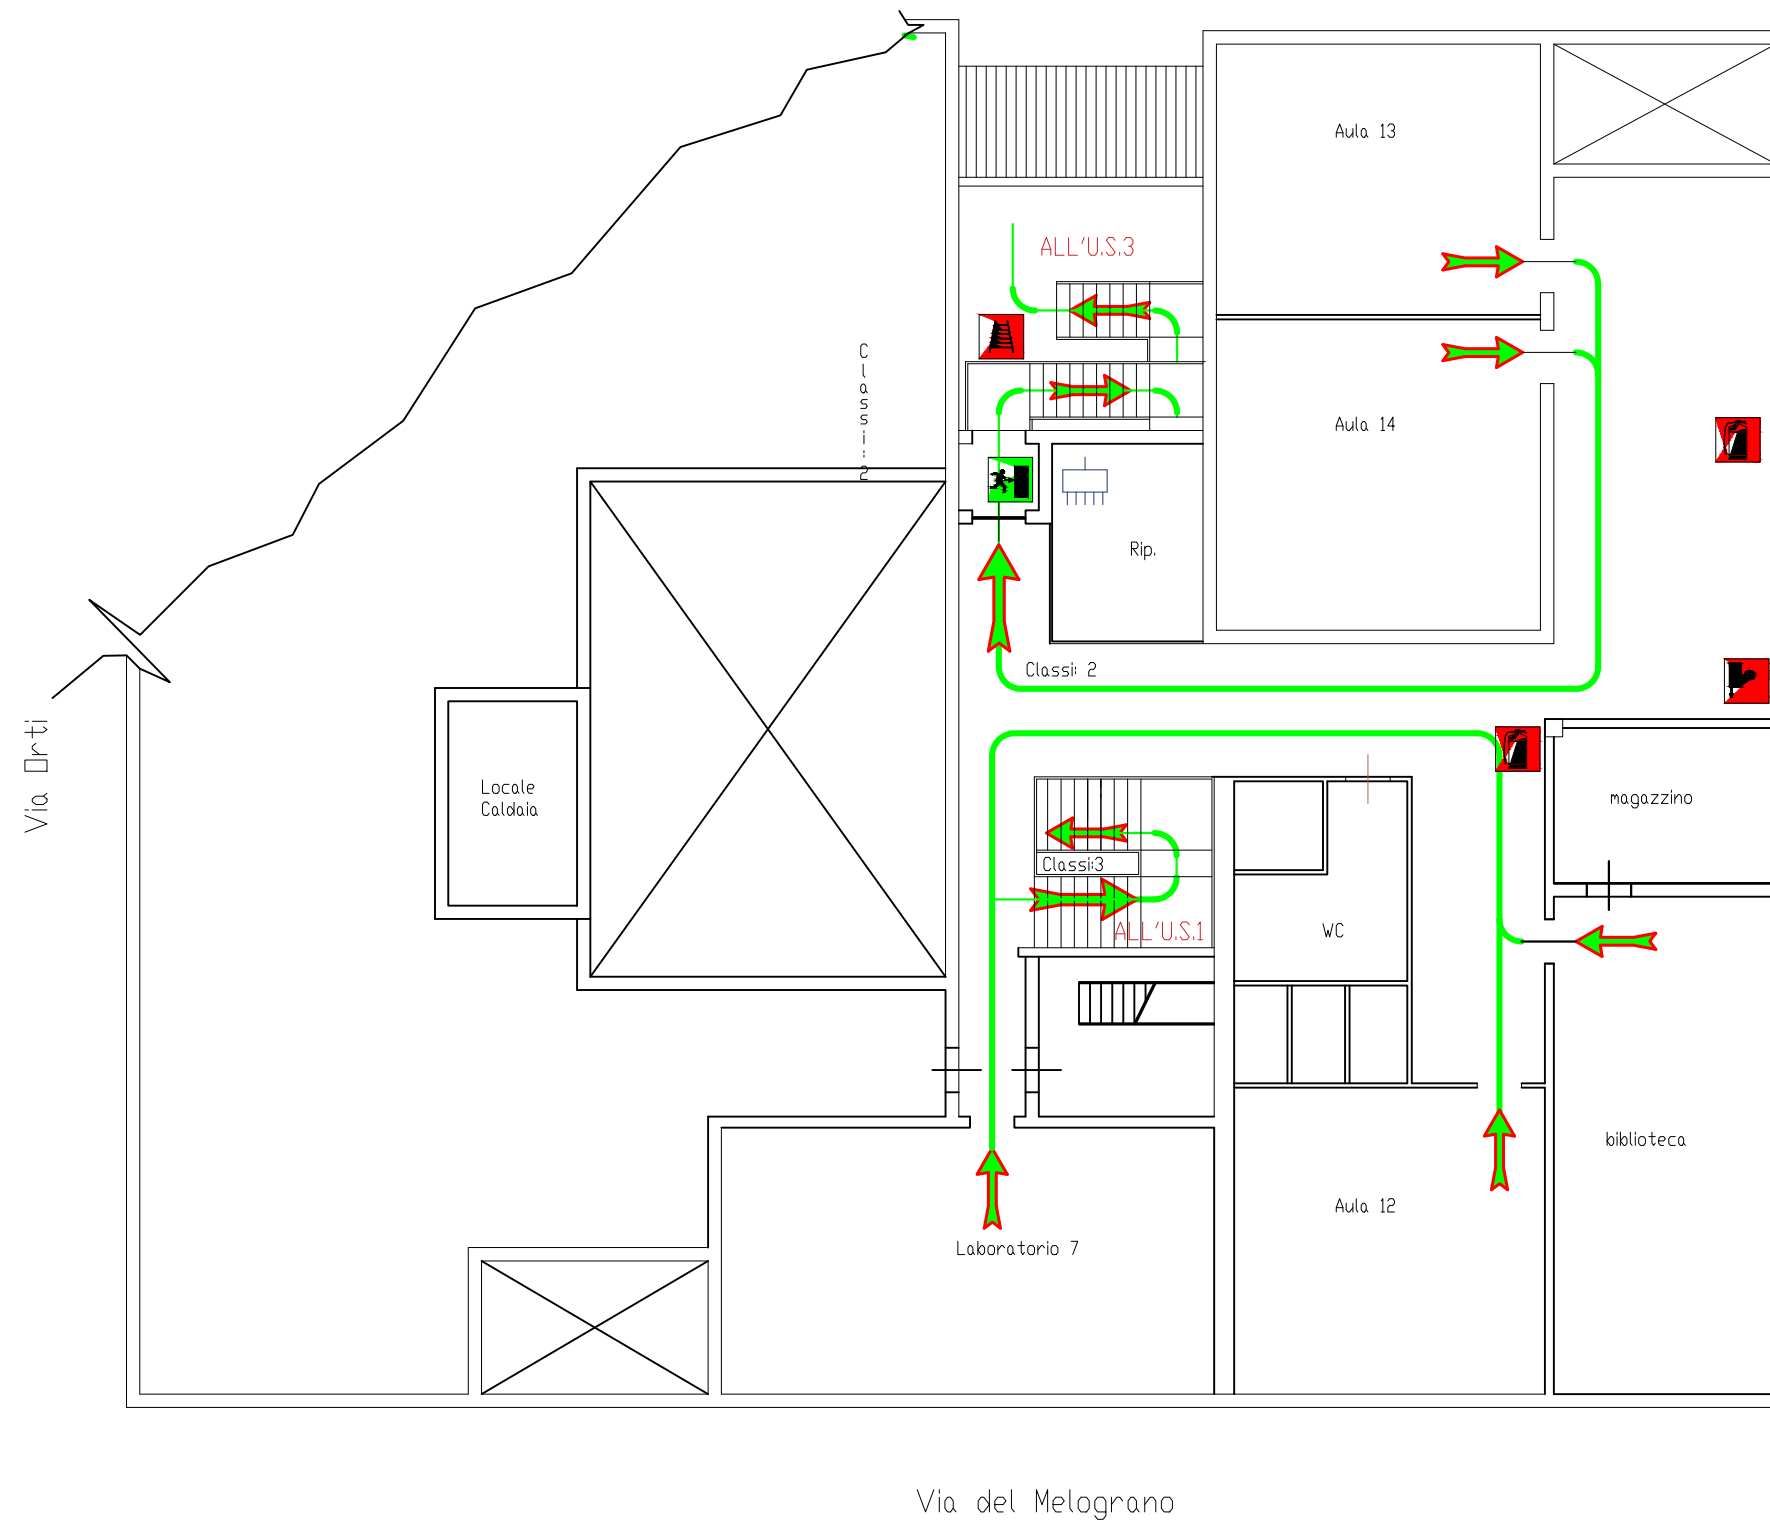 Aula 13
ALL'U.S.3
Classi: 2
Aula 14
Rip.
Classi: 2
Via Orti
Locale
Caldaia
magazzino
Classi:3
ALL'U.S.1
WC
biblioteca
Aula 12
Laboratorio 7
Via del Melograno